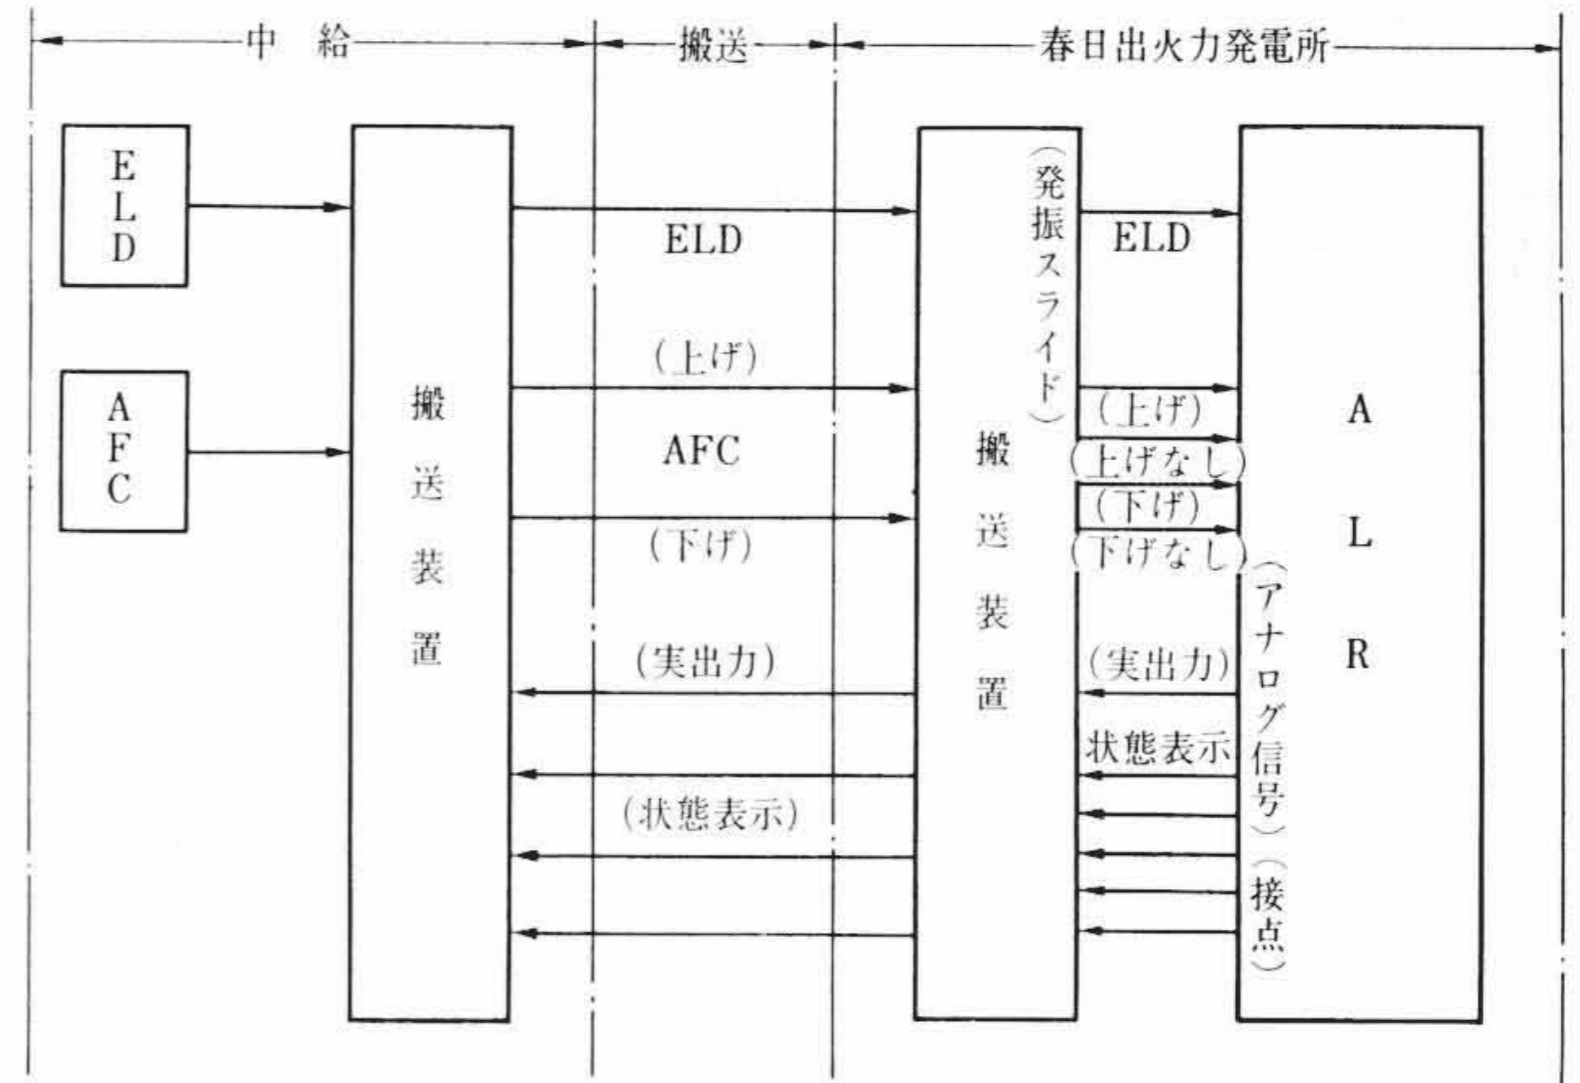 中 給
搬送
春日出火力発電所
ELD
AFC
搬送装置
ELD
(上げ)
AFC
(下げ)
(実出力)
(状態表示)
(発振スライド)
搬送装置
ELD
(上げ)
(上げなし)
(下げ)
(下げなし)
(実出力)
状態表示
(アナログ信号)
(接点)
ALR